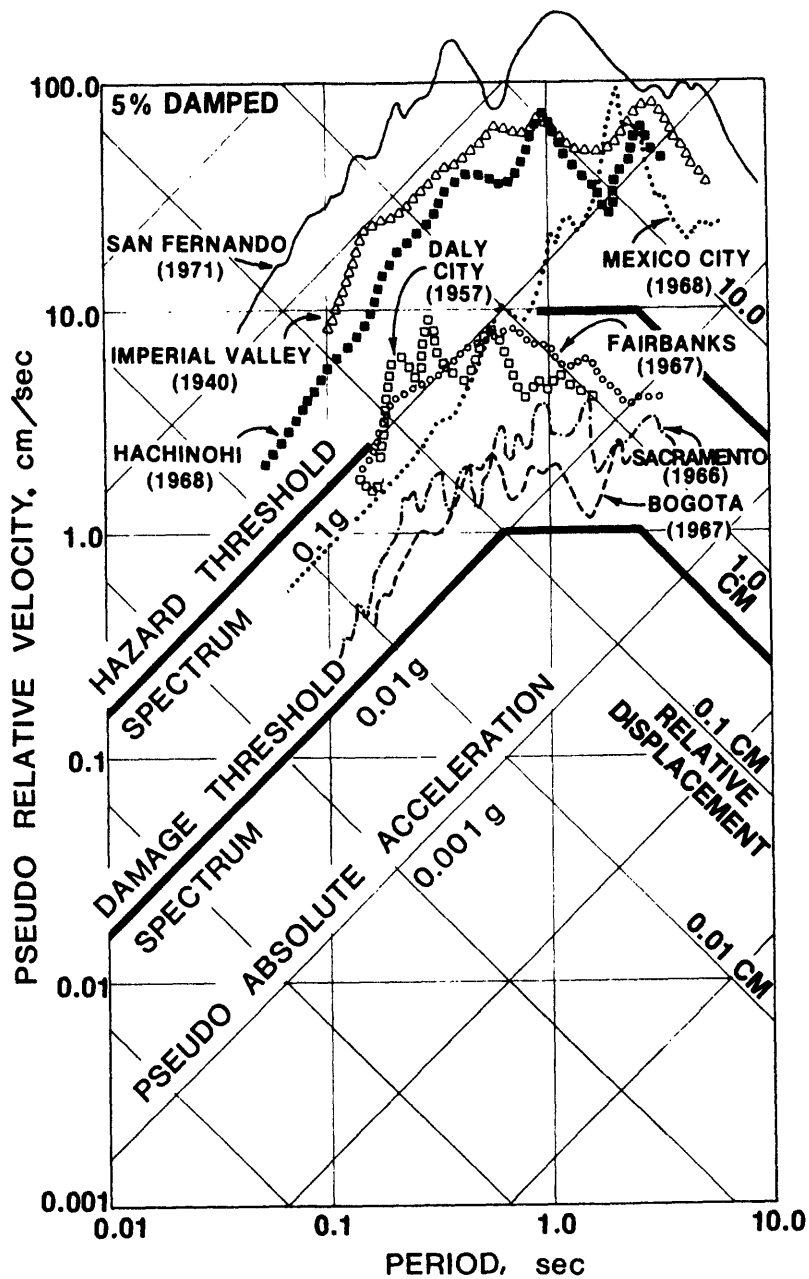 100.0
5% DAMPED
SAN FERNANDO
(1971)
DALY
CITY
(1957)
MEXICO CITY
(1968)
10.0
10.0
IMPERIAL VALLEY
(1940)
FAIRBANKS
(1967)
HACHINOHI
(1968)
SACRAMENTO
(1966)
BOGOTA
(1967)
1.0
0.1g
1.0
CM
HAZARD THRESHOLD
SPECTRUM
0.01g
0.1 CM
RELATIVE
DISPLACEMENT
0.1
DAMAGE THRESHOLD
SPECTRUM
0.001 g
PSEUDO ABSOLUTE ACCELERATION
0.01 CM
0.01
0.001
0.01
0.1
1.0
10.0
PERIOD, sec
PSEUDO RELATIVE VELOCITY, cm/sec